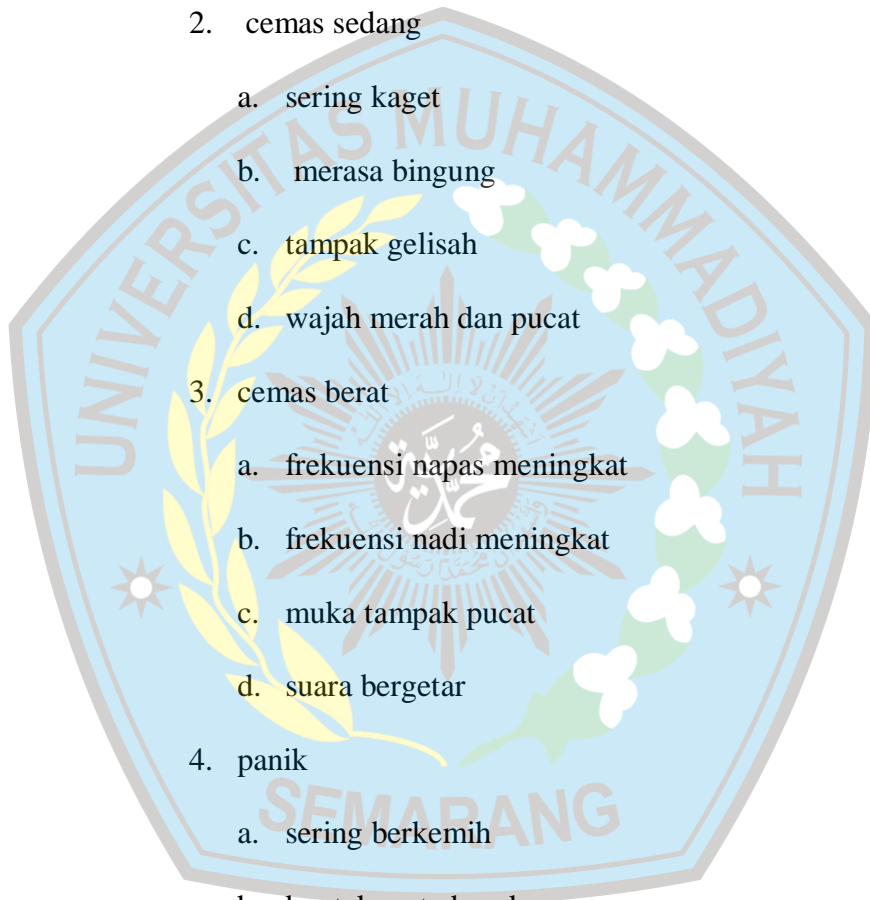 2. cemas sedang
a. sering kaget
b. merasa bingung
c. tampak gelisah
d. wajah merah dan pucat
3. cemas berat
a. frekuensi napas meningkat
b. frekuensi nadi meningkat
c. muka tampak pucat
d. suara bergetar
4. panik
a. sering berkemih
UNIVERSITAS MUHAMMADIYAH
SEMARANG